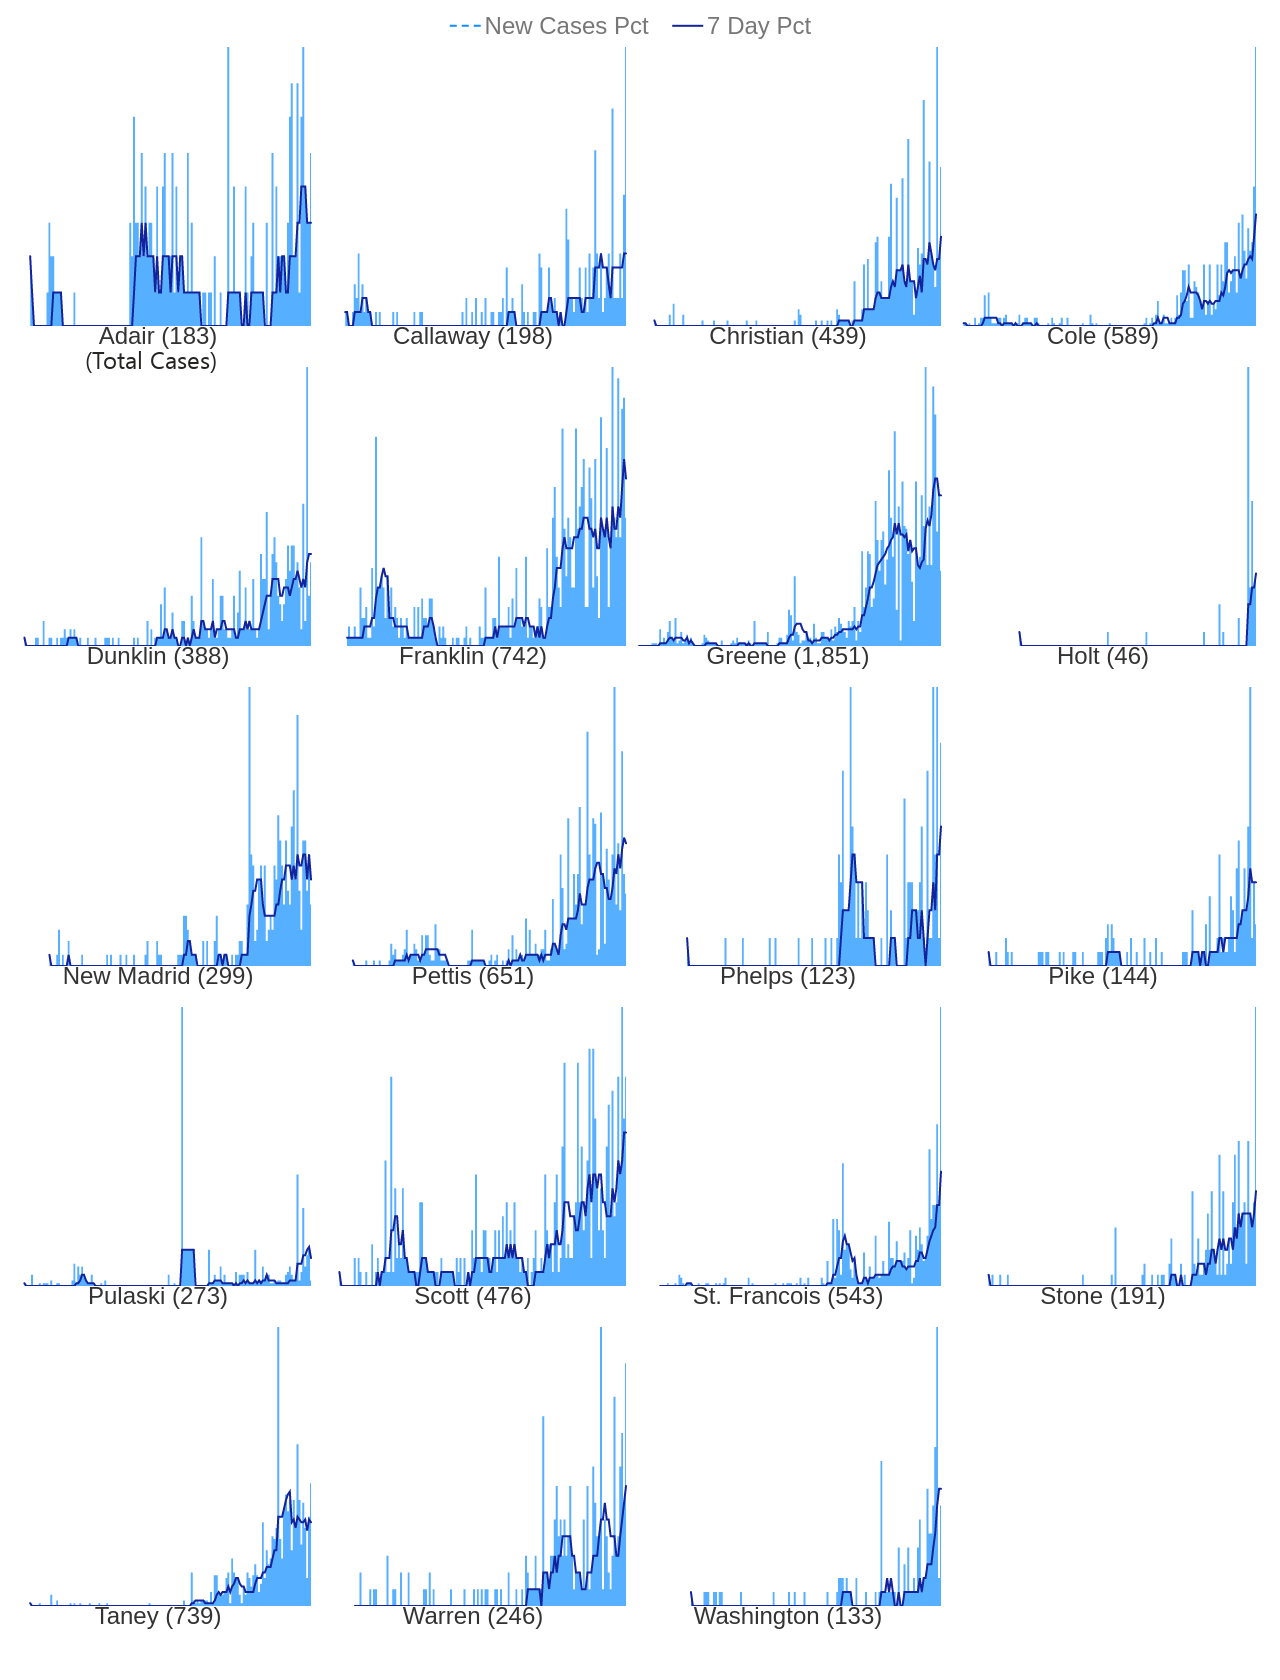 New Cases Pct 7 Day Pct
Adair (183) Callaway (198) Christian (439) Cole (589)
(Total Cases)
Dunklin (388) Franklin (742) Greene (1,851) Holt (46)
New Madrid (299) Pettis (651) Phelps (123) Pike (144)
Pulaski (273) Scott (476) St. Francois (543) Stone (191)
Taney (739) Warren (246) Washington (133)